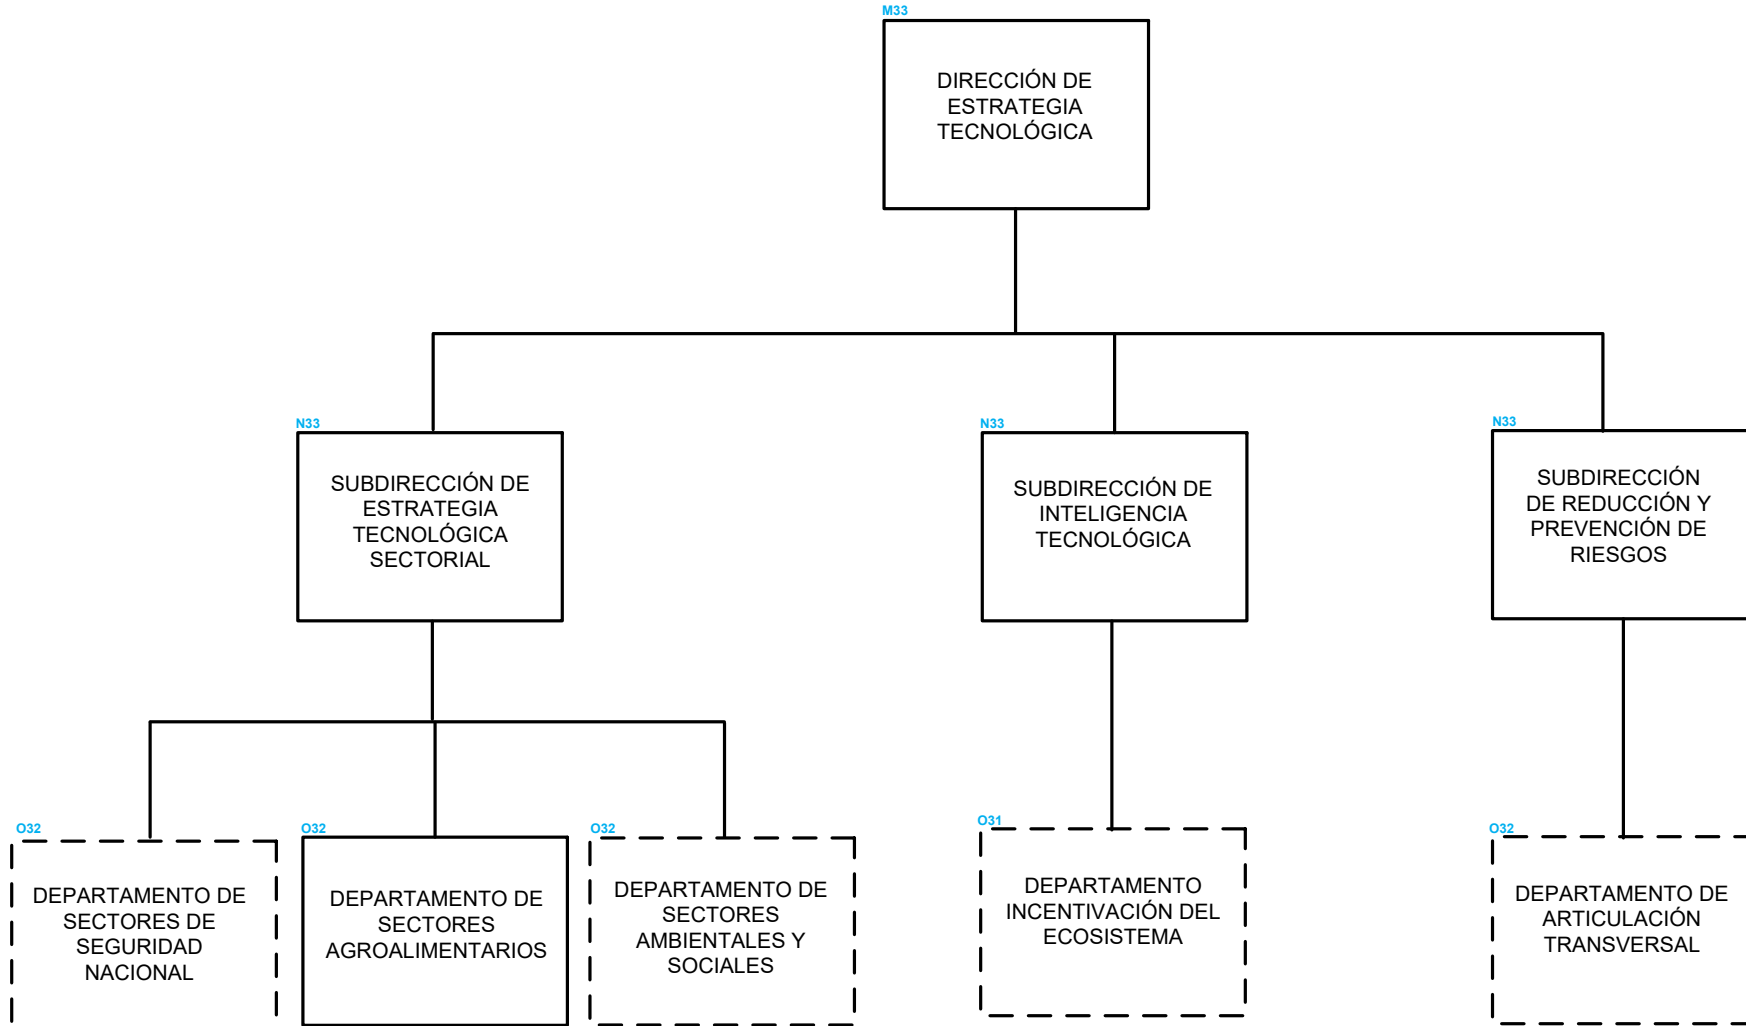 M33
DIRECCIÓN DE
ESTRATEGIA
TECNOLÓGICA
N33
SUBDIRECCIÓN DE
ESTRATEGIA
TECNOLÓGICA
SECTORIAL
N33
SUBDIRECCIÓN DE
INTELIGENCIA
TECNOLÓGICA
N33
SUBDIRECCIÓN
DE REDUCCIÓN Y
PREVENCIÓN DE
RIESGOS
O32
DEPARTAMENTO DE
SECTORES DE
SEGURIDAD
NACIONAL
O32
DEPARTAMENTO DE
SECTORES
AGROALIMENTARIOS
O32
DEPARTAMENTO DE
SECTORES
AMBIENTALES Y
SOCIALES
O31
DEPARTAMENTO
INCENTIVACIÓN DEL
ECOSISTEMA
O32
DEPARTAMENTO DE
ARTICULACIÓN
TRANSVERSAL